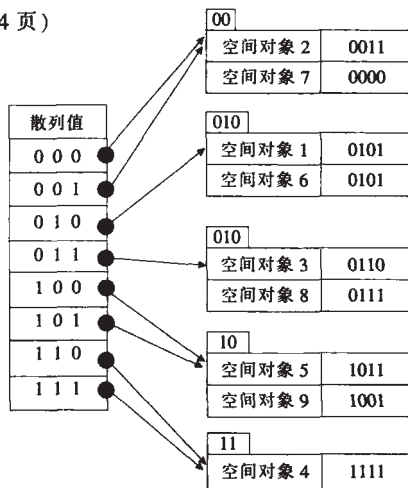 4 页)
散列值
0 0 0
0 0 1
0 1 0
0 1 1
1 0 0
1 0 1
1 1 0
1 1 1
00
空间对象 2 0011
空间对象 7 0000
010
空间对象 1 0101
空间对象 6 0101
010
空间对象 3 0110
空间对象 8 0111
10
空间对象 5 1011
空间对象 9 1001
11
空间对象 4 1111